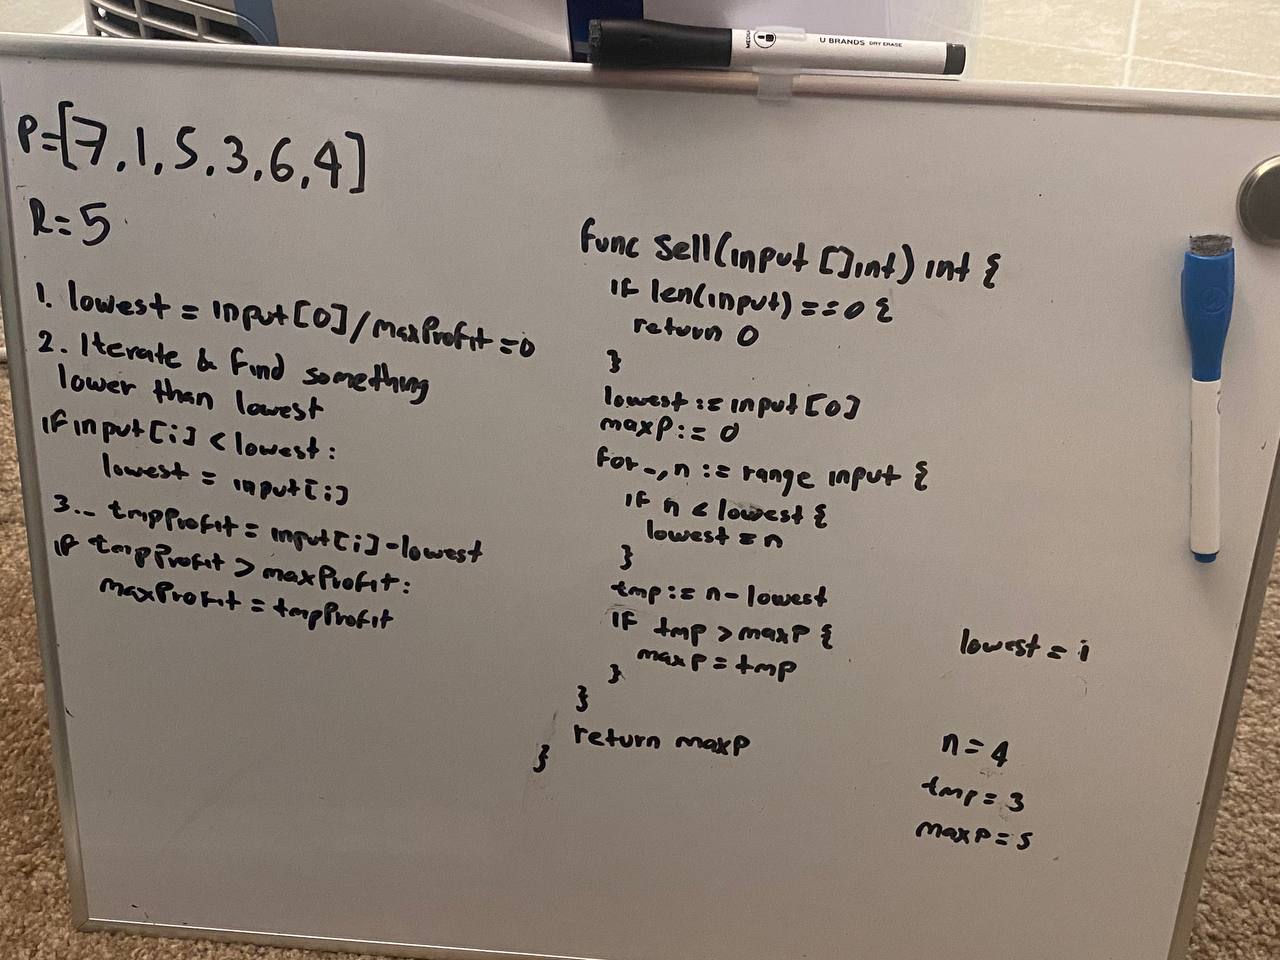 MEDIU
U BRANDS DRY ERASE
P=[7,1,5,3,6,4]
R=5
1. lowest = input[0]/maxProfit=0
2. Iterate & find something
lower than lowest
if input[i] < lowest:
lowest = input[i]
3.. tmpProfit = input[i]-lowest
if tmpProfit > maxProfit:
maxProfit = tmpProfit
func sell(input []int) int {
if len(input) == 0 {
return 0
}
lowest := input[0]
maxP := 0
for _, n := range input {
if n < lowest {
lowest = n
}
tmp := n - lowest
if tmp > maxP {
maxP = tmp
}
}
return maxP
}
lowest = 1
n = 4
tmp = 3
maxP = 5